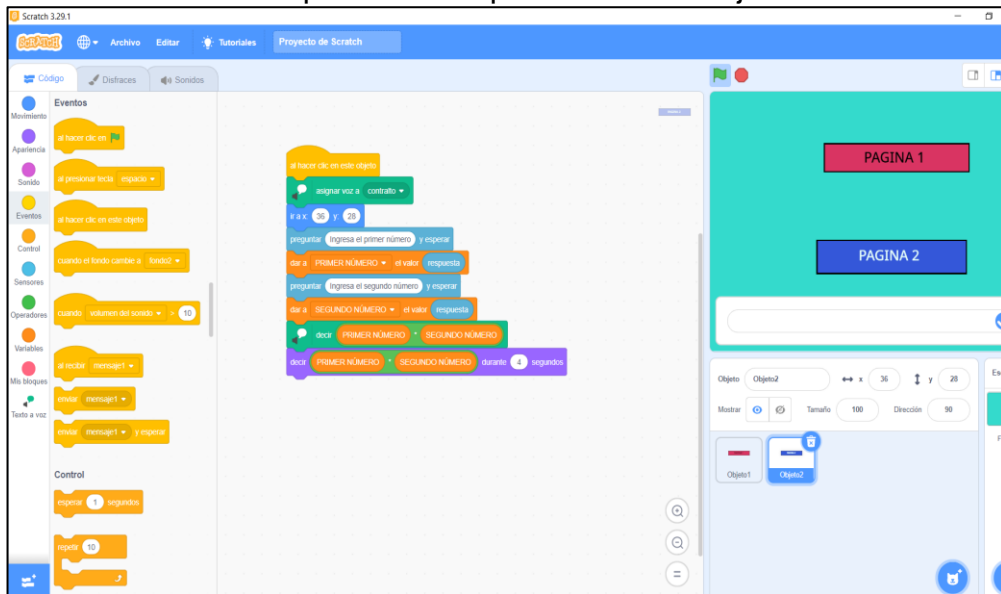 Scratch 3.29.1
SCRATCH Archivo Editar Tutoriales Proyecto de Scratch
Código Disfraces Sonidos
Movimiento
Apariencia
Sonido
Eventos
Control
Sensores
Operadores
Variables
Mis bloques
Texto a voz
Eventos
al hacer clic en
al presionar tecla espacio
al hacer clic en este objeto
cuando el fondo cambie a fondo2
cuando volumen del sonido > 10
al recibir mensaje1
enviar mensaje1
enviar mensaje1 y esperar
Control
esperar 1 segundos
repetir 10
al hacer clic en este objeto
asignar voz a contralto
ir a x: 36 y: 28
preguntar Ingresa el primer número y esperar
dar a PRIMER NÚMERO el valor respuesta
preguntar Ingresa el segundo número y esperar
dar a SEGUNDO NÚMERO el valor respuesta
decir PRIMER NÚMERO * SEGUNDO NÚMERO
decir PRIMER NÚMERO * SEGUNDO NÚMERO durante 4 segundos
PAGINA 1
PAGINA 2
Objeto Objeto2 x 36 y 28
Mostrar Tamaño 100 Dirección 90
Objeto1 Objeto2